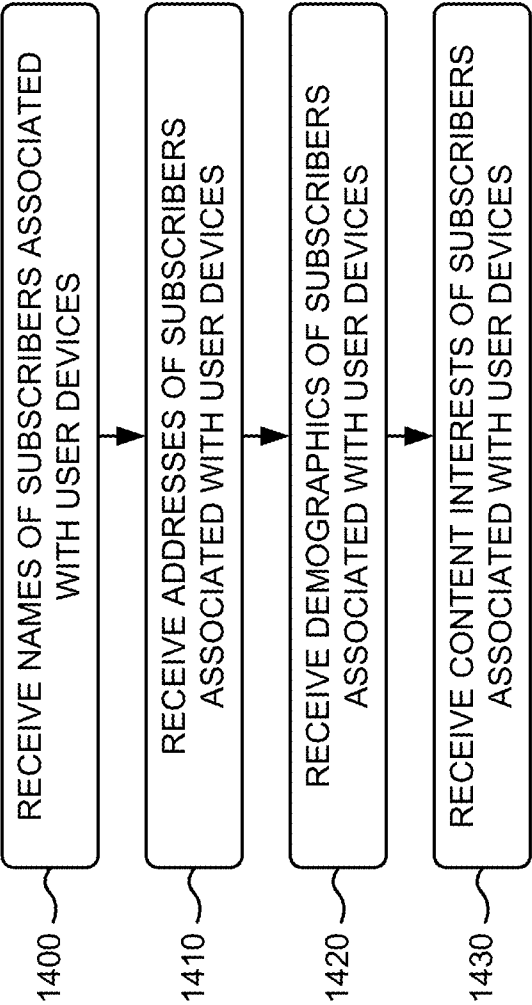 1400
RECEIVE NAMES OF SUBSCRIBERS ASSOCIATED
WITH USER DEVICES
1410
RECEIVE ADDRESSES OF SUBSCRIBERS
ASSOCIATED WITH USER DEVICES
1420
RECEIVE DEMOGRAPHICS OF SUBSCRIBERS
ASSOCIATED WITH USER DEVICES
1430
RECEIVE CONTENT INTERESTS OF SUBSCRIBERS
ASSOCIATED WITH USER DEVICES